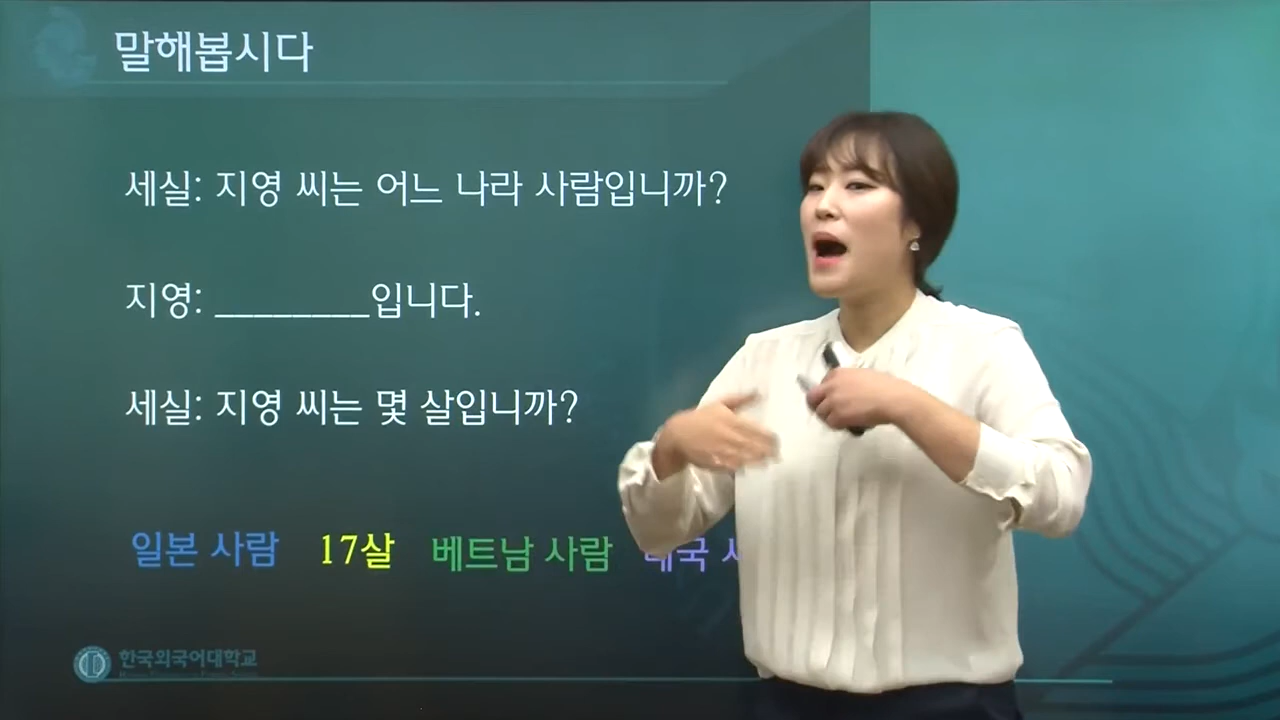 말해봅시다
세실: 지영 씨는 어느 나라 사람입니까?
지영: ________입니다.
세실: 지영 씨는 몇 살입니까?
일본 사람 17살 베트남 사람
한국외국어대학교